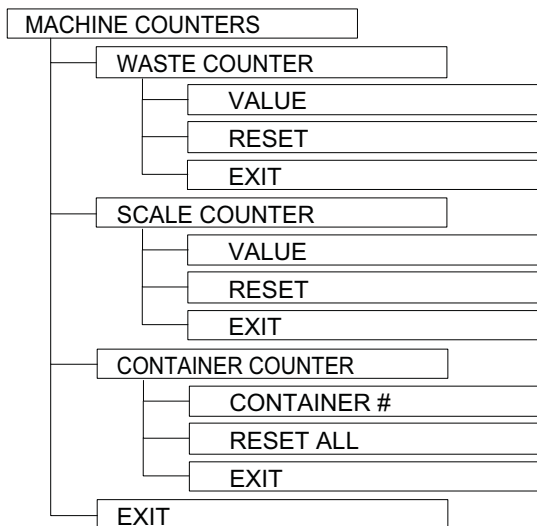 MACHINE COUNTERS
WASTE COUNTER
VALUE
RESET
EXIT
SCALE COUNTER
VALUE
RESET
EXIT
CONTAINER COUNTER
CONTAINER #
RESET ALL
EXIT
EXIT